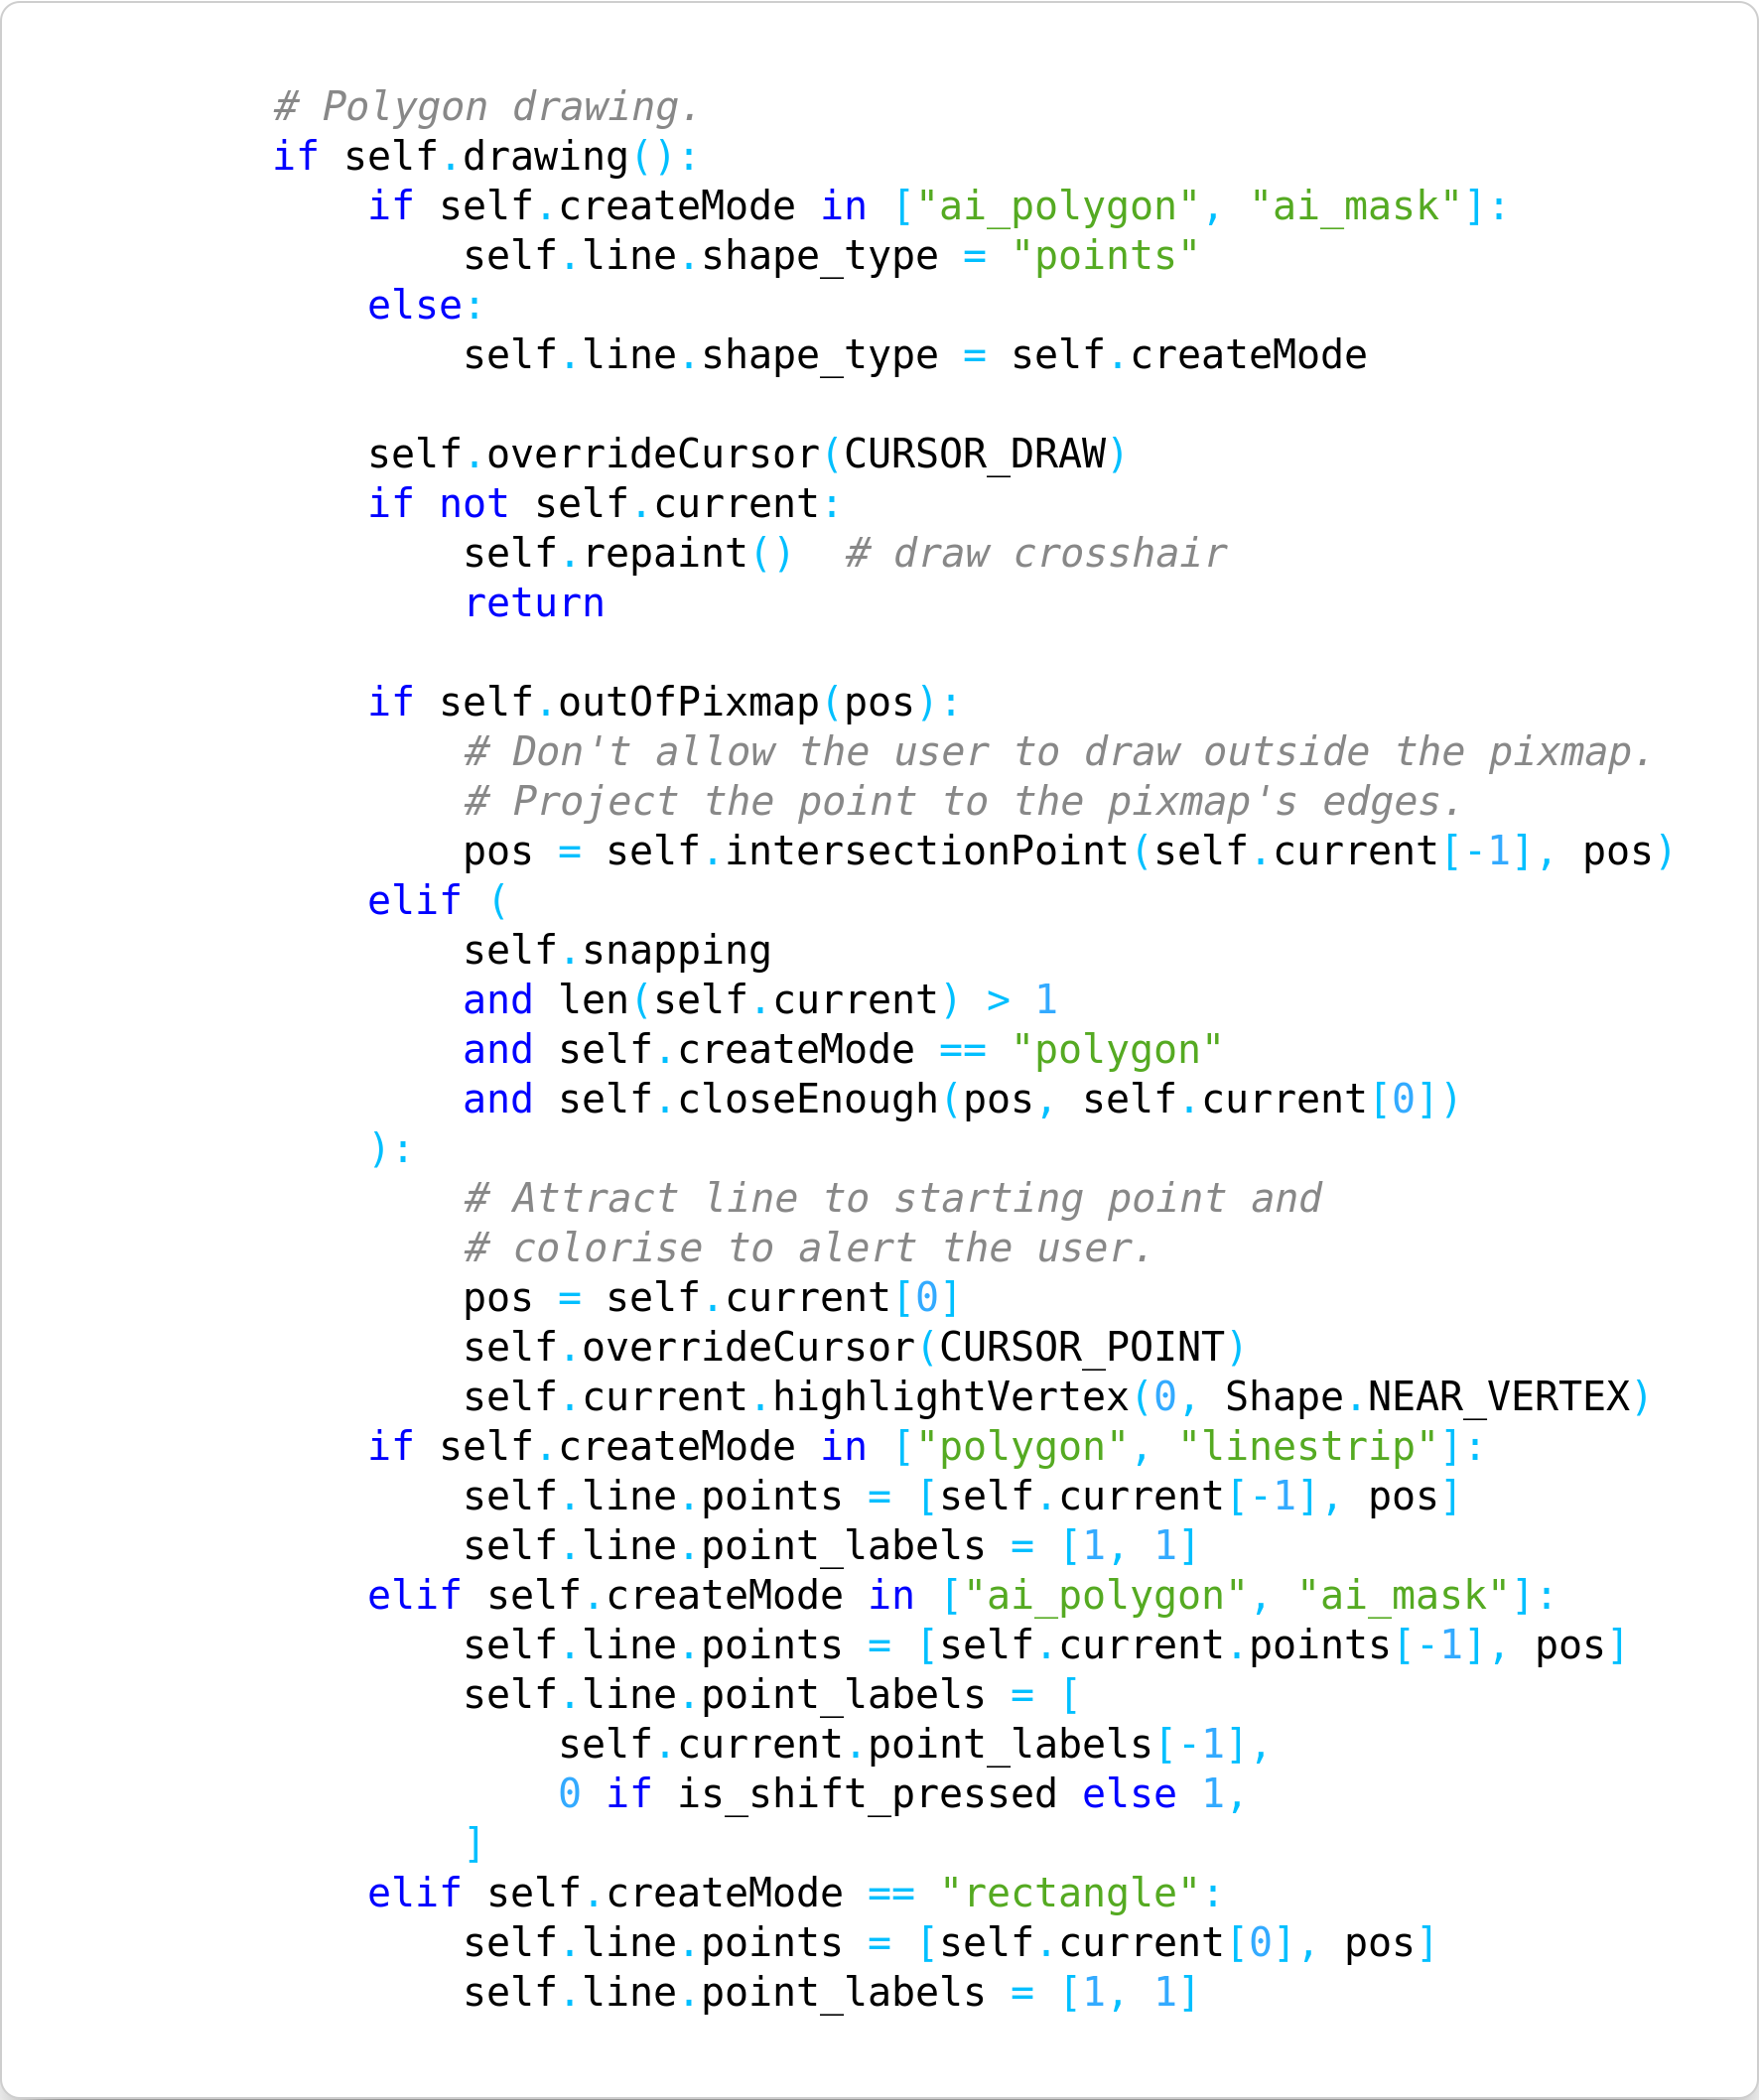 # Polygon drawing.
if self.drawing():
    if self.createMode in ["ai_polygon", "ai_mask"]:
        self.line.shape_type = "points"
    else:
        self.line.shape_type = self.createMode

    self.overrideCursor(CURSOR_DRAW)
    if not self.current:
        self.repaint()  # draw crosshair
        return

    if self.outOfPixmap(pos):
        # Don't allow the user to draw outside the pixmap.
        # Project the point to the pixmap's edges.
        pos = self.intersectionPoint(self.current[-1], pos)
    elif (
        self.snapping
        and len(self.current) > 1
        and self.createMode == "polygon"
        and self.closeEnough(pos, self.current[0])
    ):
        # Attract line to starting point and
        # colorise to alert the user.
        pos = self.current[0]
        self.overrideCursor(CURSOR_POINT)
        self.current.highlightVertex(0, Shape.NEAR_VERTEX)
    if self.createMode in ["polygon", "linestrip"]:
        self.line.points = [self.current[-1], pos]
        self.line.point_labels = [1, 1]
    elif self.createMode in ["ai_polygon", "ai_mask"]:
        self.line.points = [self.current.points[-1], pos]
        self.line.point_labels = [
            self.current.point_labels[-1],
            0 if is_shift_pressed else 1,
        ]
    elif self.createMode == "rectangle":
        self.line.points = [self.current[0], pos]
        self.line.point_labels = [1, 1]